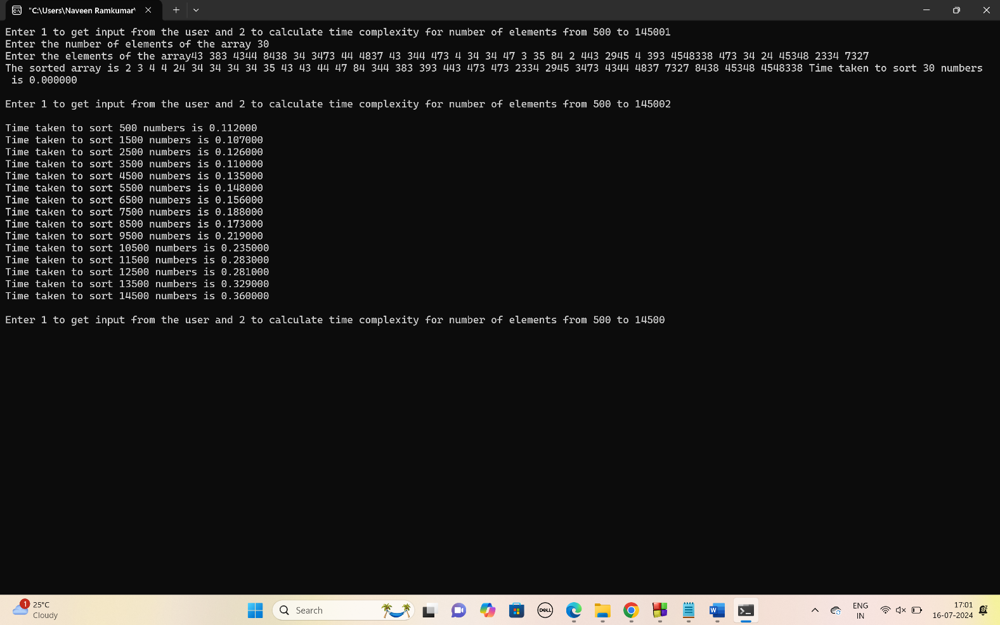 "C:\Users\Naveen Ramkumar\
Enter 1 to get input from the user and 2 to calculate time complexity for number of elements from 500 to 145001
Enter the number of elements of the array 30
Enter the elements of the array43 383 4344 8438 34 3473 44 4837 43 344 473 4 34 34 47 3 35 84 2 443 2945 4 393 4548338 473 34 24 45348 2334 7327
The sorted array is 2 3 4 4 24 34 34 34 34 35 43 43 44 47 84 344 383 393 443 473 473 2334 2945 3473 4344 4837 7327 8438 45348 4548338 Time taken to sort 30 numbers
is 0.000000
Enter 1 to get input from the user and 2 to calculate time complexity for number of elements from 500 to 145002
Time taken to sort 500 numbers is 0.112000
Time taken to sort 1500 numbers is 0.107000
Time taken to sort 2500 numbers is 0.126000
Time taken to sort 3500 numbers is 0.110000
Time taken to sort 4500 numbers is 0.135000
Time taken to sort 5500 numbers is 0.148000
Time taken to sort 6500 numbers is 0.156000
Time taken to sort 7500 numbers is 0.188000
Time taken to sort 8500 numbers is 0.173000
Time taken to sort 9500 numbers is 0.219000
Time taken to sort 10500 numbers is 0.235000
Time taken to sort 11500 numbers is 0.283000
Time taken to sort 12500 numbers is 0.281000
Time taken to sort 13500 numbers is 0.329000
Time taken to sort 14500 numbers is 0.360000
Enter 1 to get input from the user and 2 to calculate time complexity for number of elements from 500 to 14500
1
25°C
Cloudy
Search
DELL
W
ENG
IN
17:01
16-07-2024